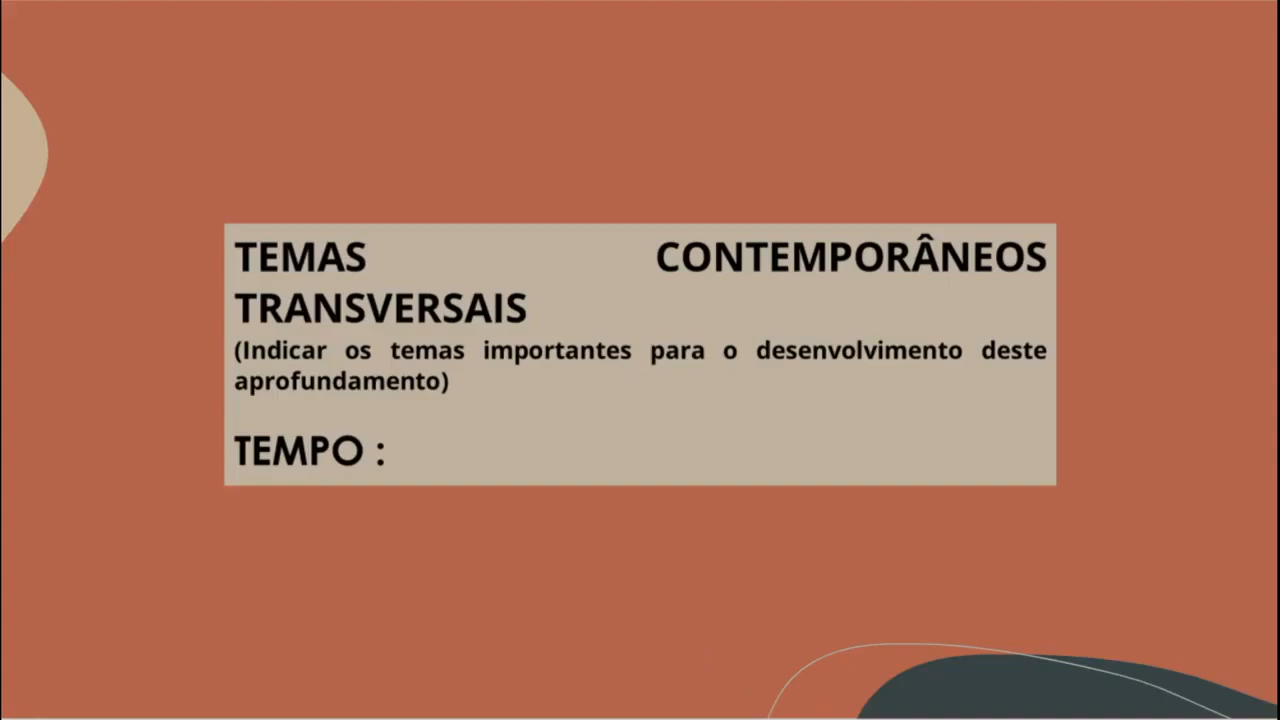 TEMAS CONTEMPORÂNEOS
TRANSVERSAIS
(Indicar os temas importantes para o desenvolvimento deste
aprofundamento)
TEMPO :